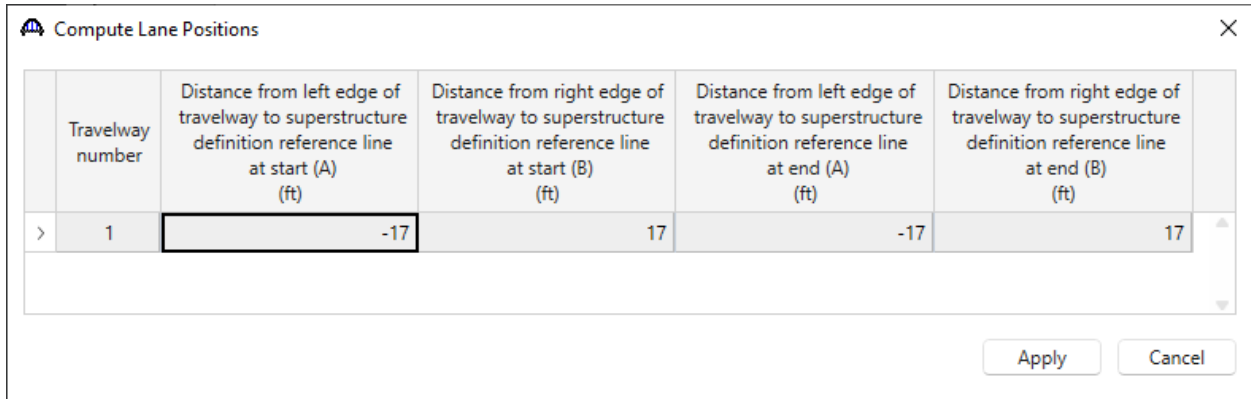 Compute Lane Positions
Travelway
number
Distance from left edge of
travelway to superstructure
definition reference line
at start (A)
(ft)
Distance from right edge of
travelway to superstructure
definition reference line
at start (B)
(ft)
Distance from left edge of
travelway to superstructure
definition reference line
at end (A)
(ft)
Distance from right edge of
travelway to superstructure
definition reference line
at end (B)
(ft)
1 -17 17 -17 17
Apply Cancel